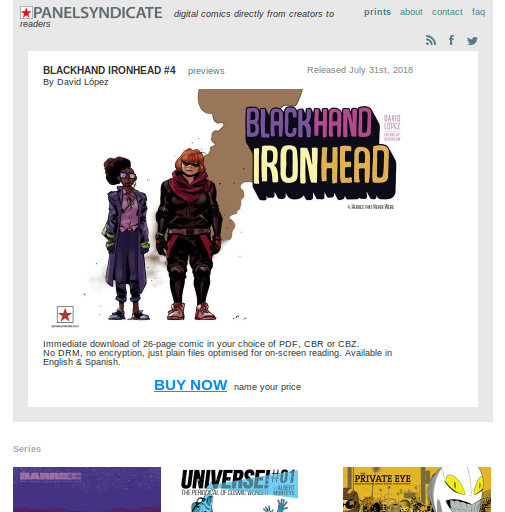 PANELSYNDICATE digital comics directly from creators to
readers
prints about contact faq
BLACKHAND IRONHEAD #4 previews Released July 31st, 2018
By David López
BLACKHAND
DAVID
LÓPEZ
IRONHEAD
4. HEROES THAT NEVER WERE
panelsyndicate.com
Immediate download of 26-page comic in your choice of PDF, CBR or CBZ.
No DRM, no encryption, just plain files optimised for on-screen reading. Available in
English & Spanish.
BUY NOW name your price
Series
BARRIER
UNIVERSE! #01
THE PERIODICAL OF COSMIC WONDER
ALBERT
MONTEYS
THE
PRIVATE EYE